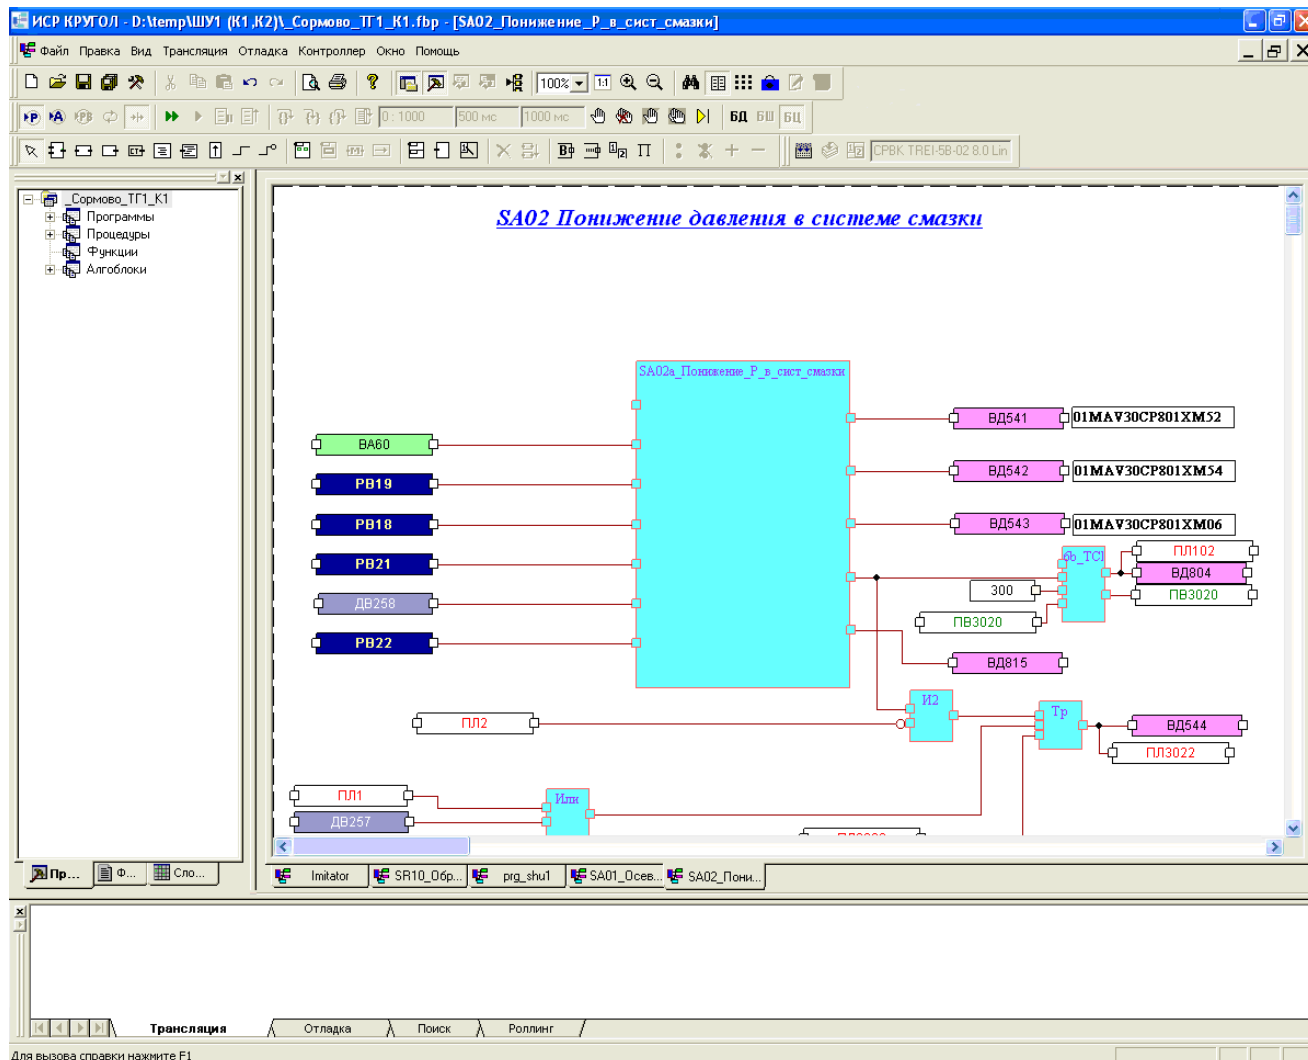 ИСР КРУГОЛ - D:\temp\ШУ1 (К1,К2)\_Сормово_ТГ1_К1.fbp - [SA02_Понижение_Р_в_сист_смазки]
Файл Правка Вид Трансляция Отладка Контроллер Окно Помощь
100% 1:1
0 : 1000 500 мс 1000 мс БД БШ БЦ
CPBK TREI-5B-02 8.0 Lin
_Сормово_ТГ1_К1
Программы
Процедуры
Функции
Алгоблоки
SA02 Понижение давления в системе смазки
SA02a_Понижение_Р_в_сист_смазки
ВА60
РВ19
РВ18
РВ21
ДВ258
РВ22
ВД541 01MAV30CP801XM52
ВД542 01MAV30CP801XM54
ВД543 01MAV30CP801XM06
ПЛ102
ВД804
ПВ3020
300
ПВ3020
ВД815
И2
ПЛ2
Тр
ВД544
ПЛ3022
ПЛ1
Или
ДВ257
Пр... Ф... Сло...
Imitator SR10_Обр... prg_shu1 SA01_Осев... SA02_Пони...
Трансляция Отладка Поиск Роллинг
Для вызова справки нажмите F1